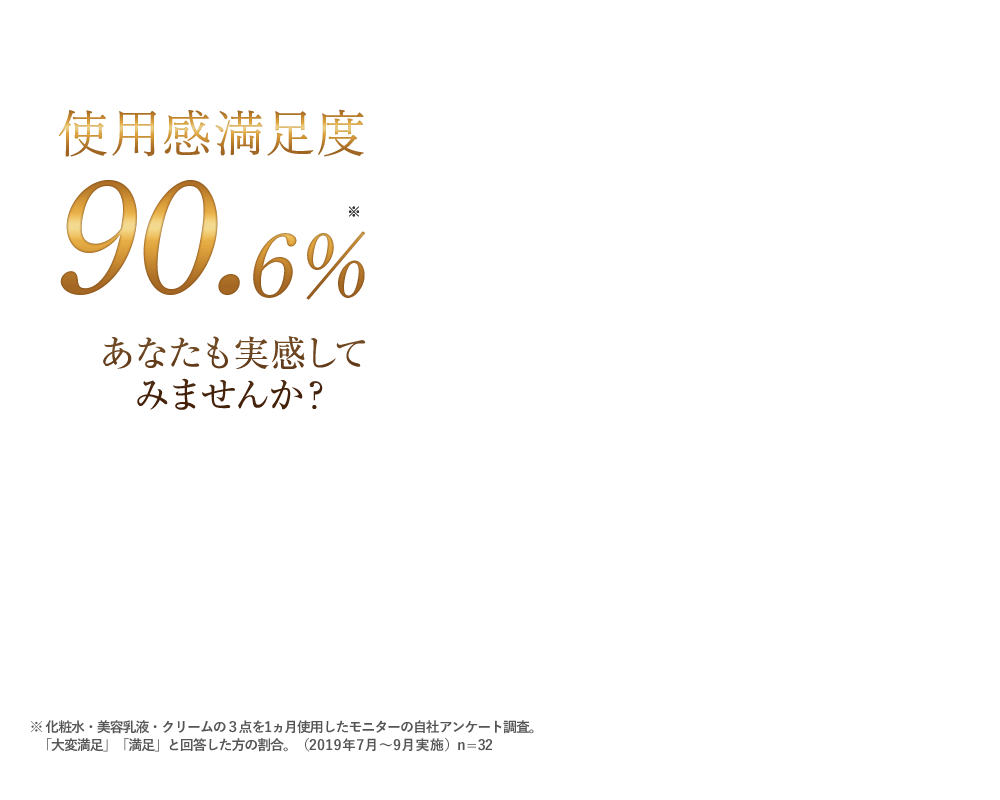 使用感満足度
90.6%※
あなたも実感して
みませんか?
※ 化粧水・美容乳液・クリームの３点を1ヵ月使用したモニターの自社アンケート調査。
「大変満足」「満足」と回答した方の割合。（2019年7月～9月実施）n=32